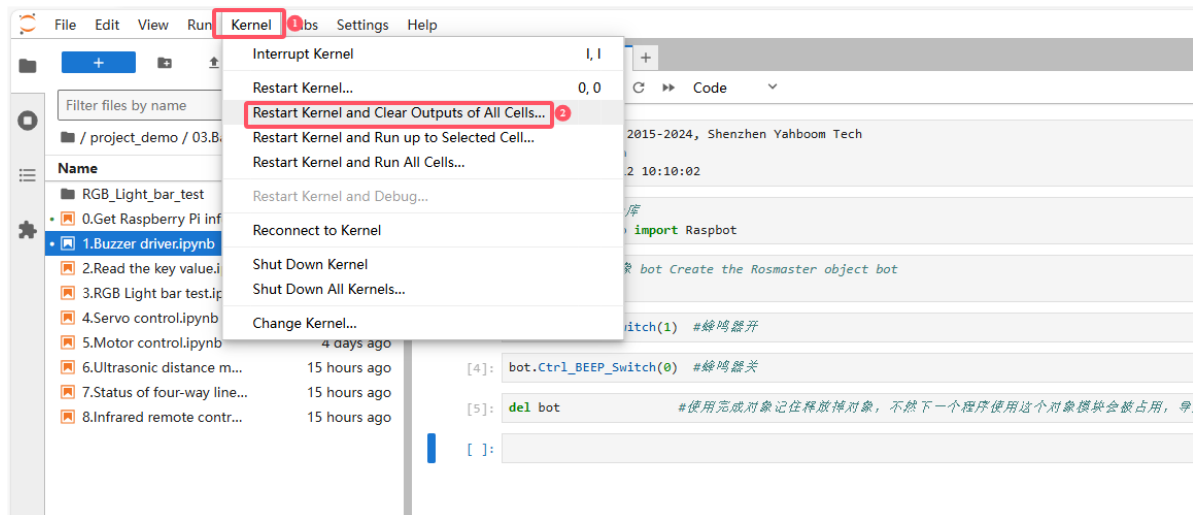 File Edit View Run Kernel 1 bs Settings Help
Interrupt Kernel I, I
Restart Kernel... 0, 0
Restart Kernel and Clear Outputs of All Cells... 2
Restart Kernel and Run up to Selected Cell...
Restart Kernel and Run All Cells...
Restart Kernel and Debug...
Reconnect to Kernel
Shut Down Kernel
Shut Down All Kernels...
Change Kernel...
Filter files by name
/ project_demo / 03.Ba
Name
RGB_Light_bar_test
0.Get Raspberry Pi inf
1.Buzzer driver.ipynb
2.Read the key value.i
3.RGB Light bar test.ip
4.Servo control.ipynb
5.Motor control.ipynb 4 days ago
6.Ultrasonic distance m... 15 hours ago
7.Status of four-way line... 15 hours ago
8.Infrared remote contr... 15 hours ago
Code
2015-2024, Shenzhen Yahboom Tech
2 10:10:02
库
import Raspbot
象 bot Create the Rosmaster object bot
itch(1) #蜂鸣器开
[4]: bot.Ctrl_BEEP_Switch(0) #蜂鸣器关
[5]: del bot #使用完成对象记住释放掉对象，不然下一个程序使用这个对象模块会被占用，导
[ ]: